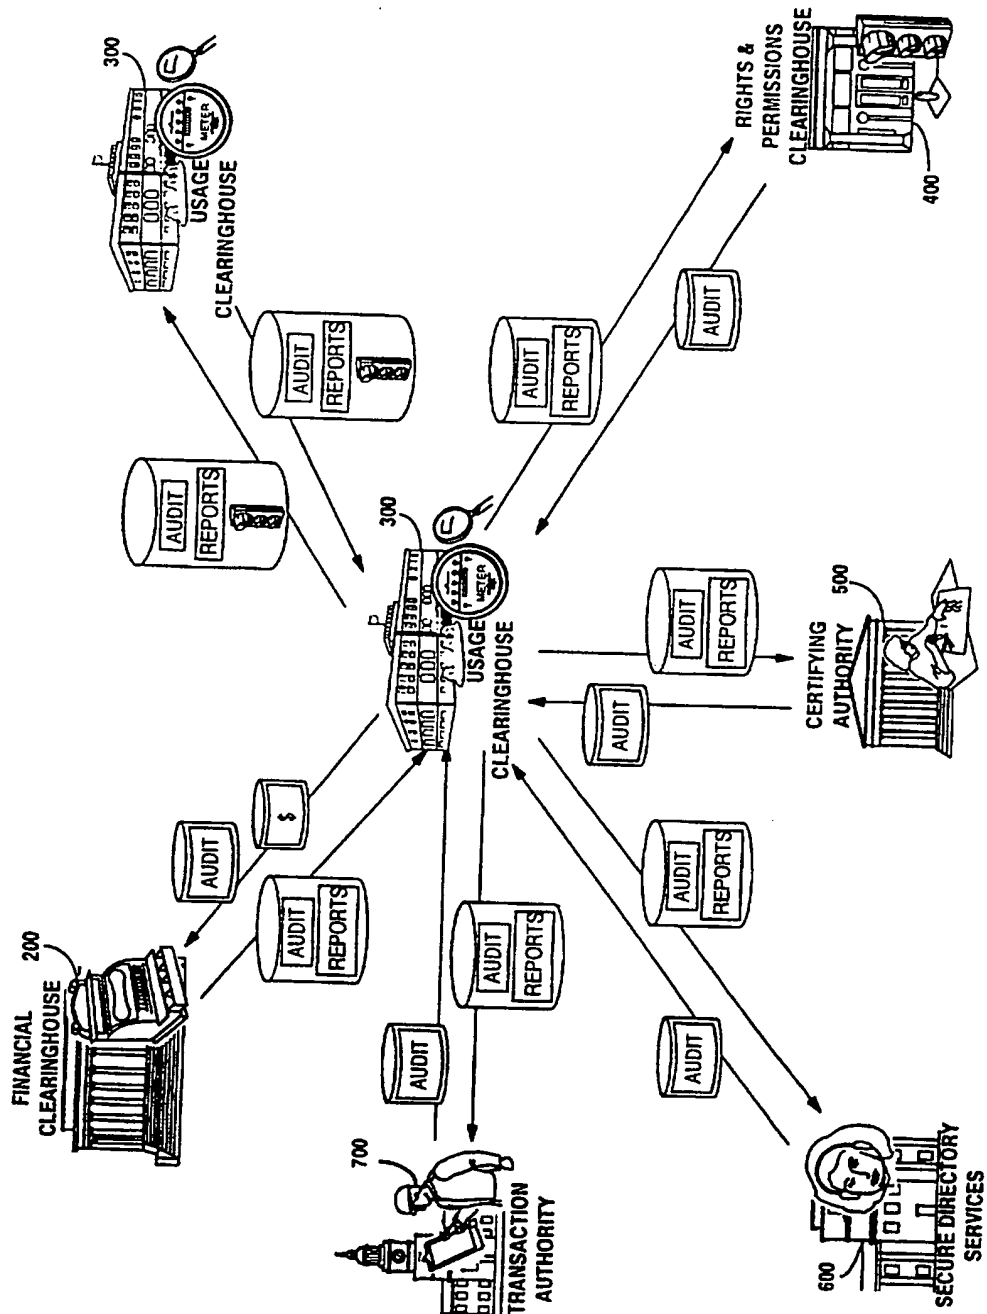 FINANCIAL
CLEARINGHOUSE
200
300
METER
USAGE
CLEARINGHOUSE
AUDIT
$
AUDIT
REPORTS
AUDIT
REPORTS
AUDIT
REPORTS
700
TRANSACTION
AUTHORITY
AUDIT
AUDIT
REPORTS
300
METER
USAGE
CLEARINGHOUSE
AUDIT
REPORTS
AUDIT
RIGHTS &
PERMISSIONS
CLEARINGHOUSE
400
AUDIT
AUDIT
REPORTS
AUDIT
AUDIT
REPORTS
600
SECURE DIRECTORY
SERVICES
CERTIFYING
AUTHORITY
500